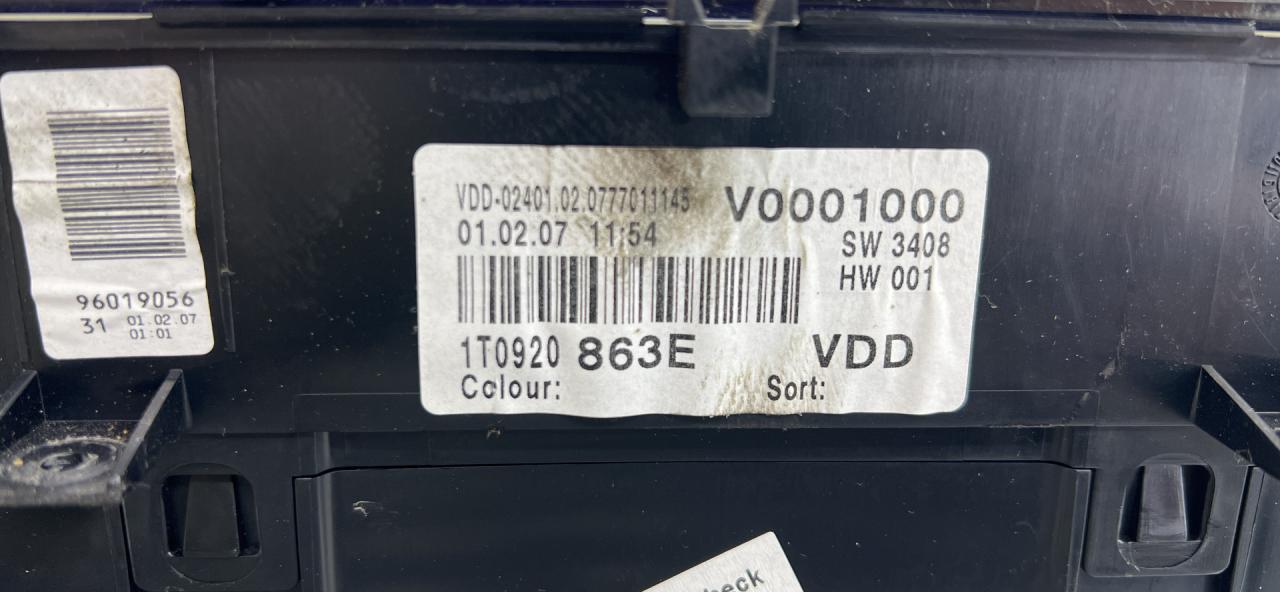 96019056
31 01.02.07
01:01
VDD-02401.02.0777011145 V0001000
01.02.07 11:54 SW 3408
HW 001
1T0920 863E VDD
Colour: Sort: